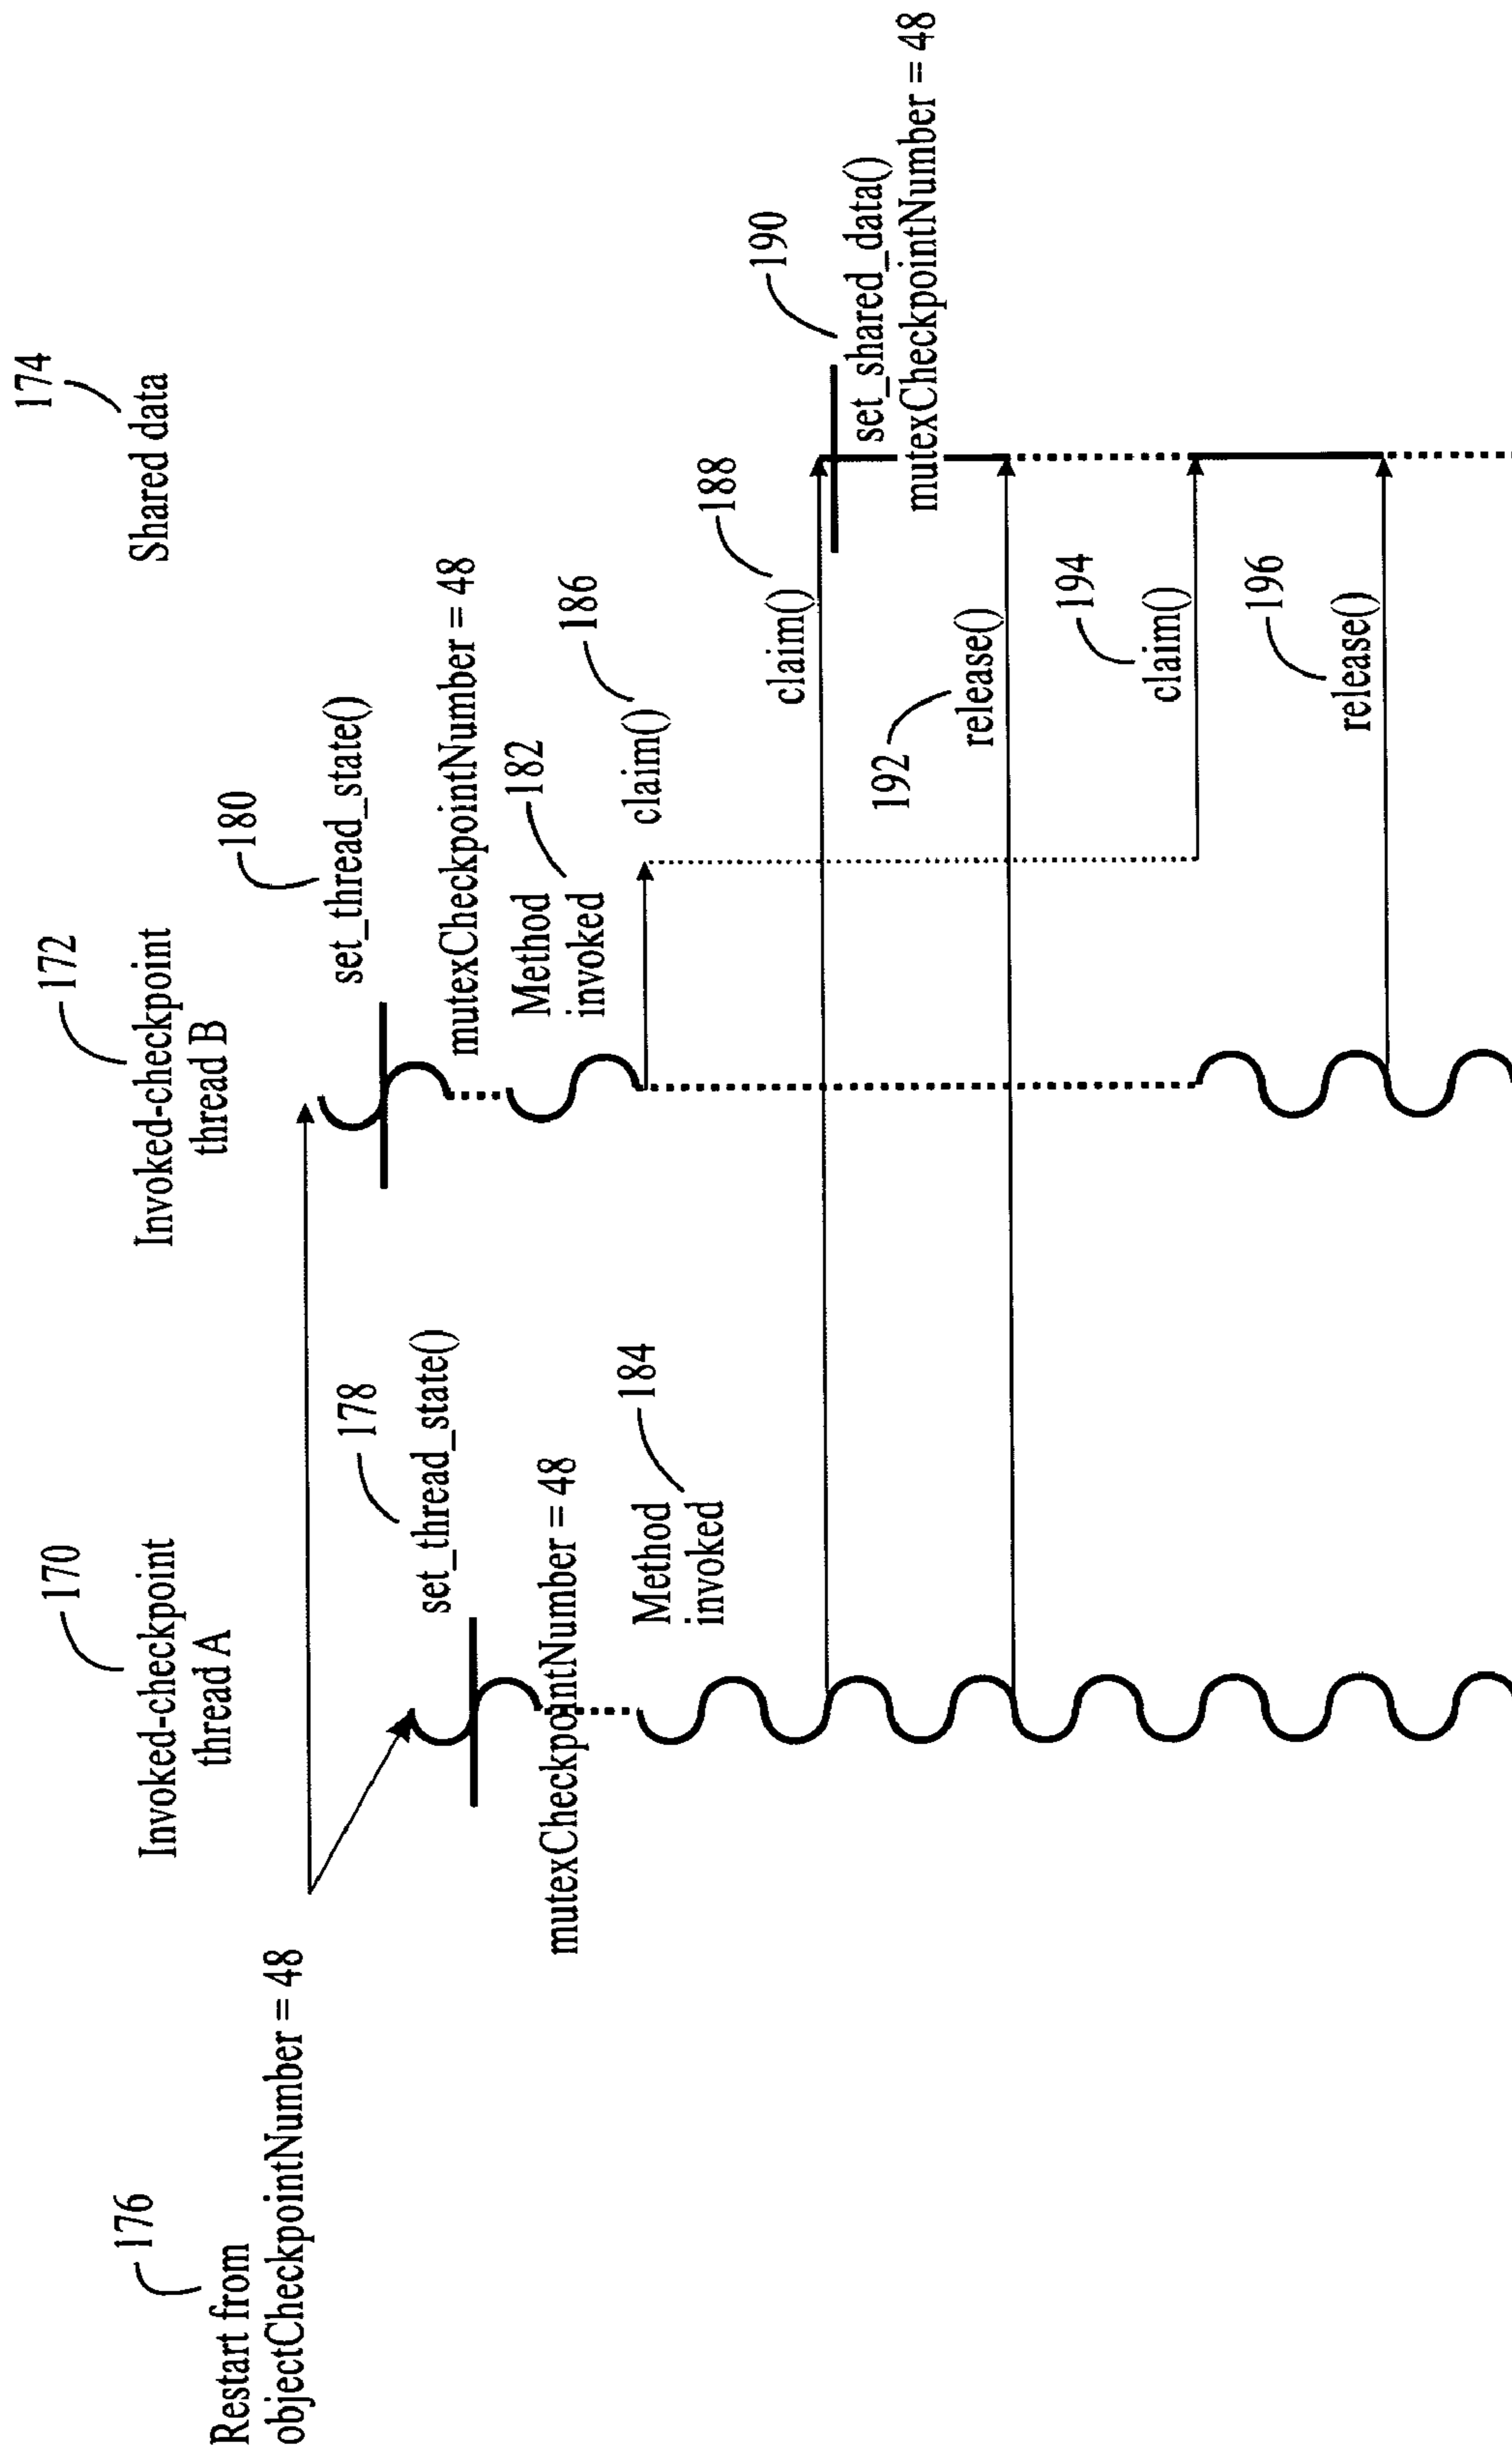 176
Restart from
objectCheckpointNumber = 48
170
Invoked-checkpoint
thread A
172
Invoked-checkpoint
thread B
174
Shared data
180
set_thread_state()
mutexCheckpointNumber = 48
178
set_thread_state()
mutexCheckpointNumber = 48
182
Method
invoked
184
Method
invoked
186
claim()
188
claim()
190
set_shared_data()
mutexCheckpointNumber = 48
192
release()
194
claim()
196
release()